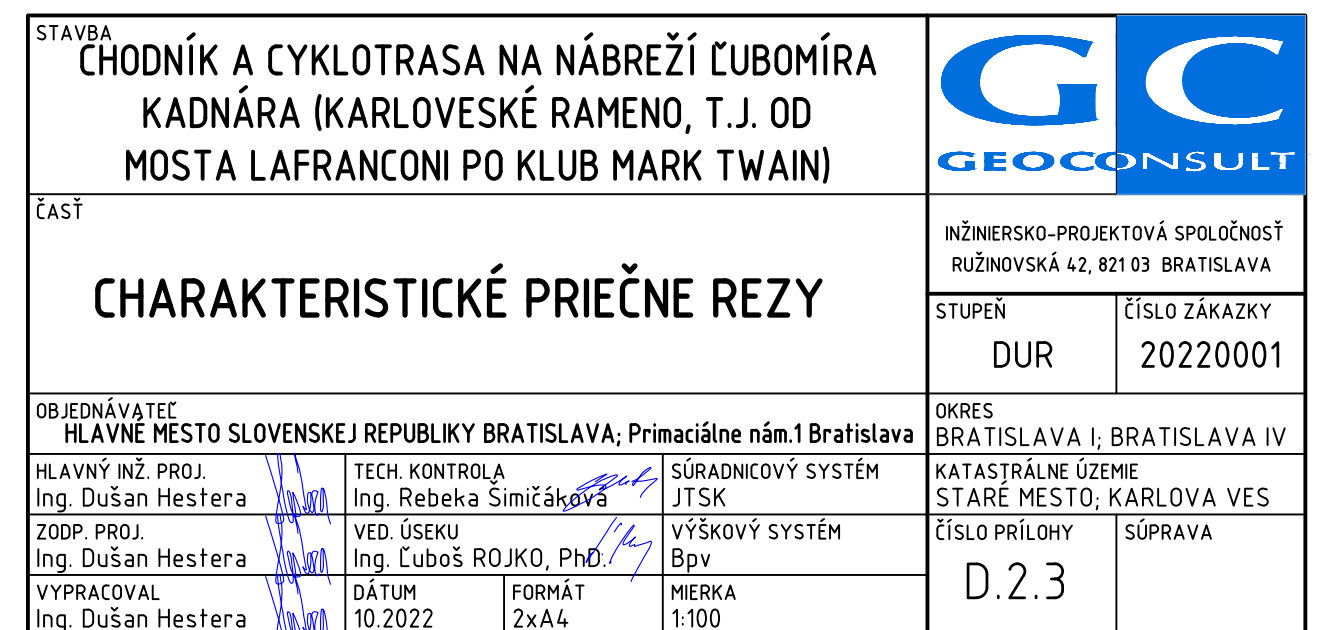 STAVBA
CHODNÍK A CYKLOTRASA NA NÁBREŽÍ ĽUBOMÍRA
KADNÁRA (KARLOVESKÉ RAMENO, T.J. OD
MOSTA LAFRANCONI PO KLUB MARK TWAIN)
GC
GEOCONSULT
ČASŤ
CHARAKTERISTICKÉ PRIEČNE REZY
INŽINIERSKO-PROJEKTOVÁ SPOLOČNOSŤ
RUŽINOVSKÁ 42, 821 03 BRATISLAVA
STUPEŇ
DUR
ČÍSLO ZÁKAZKY
20220001
OBJEDNÁVATEĽ
HLAVNÉ MESTO SLOVENSKEJ REPUBLIKY BRATISLAVA; Primaciálne nám.1 Bratislava
OKRES
BRATISLAVA I; BRATISLAVA IV
HLAVNÝ INŽ. PROJ.
Ing. Dušan Hestera
TECH. KONTROLA
Ing. Rebeka Šimičáková
SÚRADNICOVÝ SYSTÉM
JTSK
KATASTRÁLNE ÚZEMIE
STARÉ MESTO; KARLOVA VES
ZODP. PROJ.
Ing. Dušan Hestera
VED. ÚSEKU
Ing. Ľuboš ROJKO, PhD.
VÝŠKOVÝ SYSTÉM
Bpv
ČÍSLO PRÍLOHY
D.2.3
SÚPRAVA
VYPRACOVAL
Ing. Dušan Hestera
DÁTUM
10.2022
FORMÁT
2xA4
MIERKA
1:100